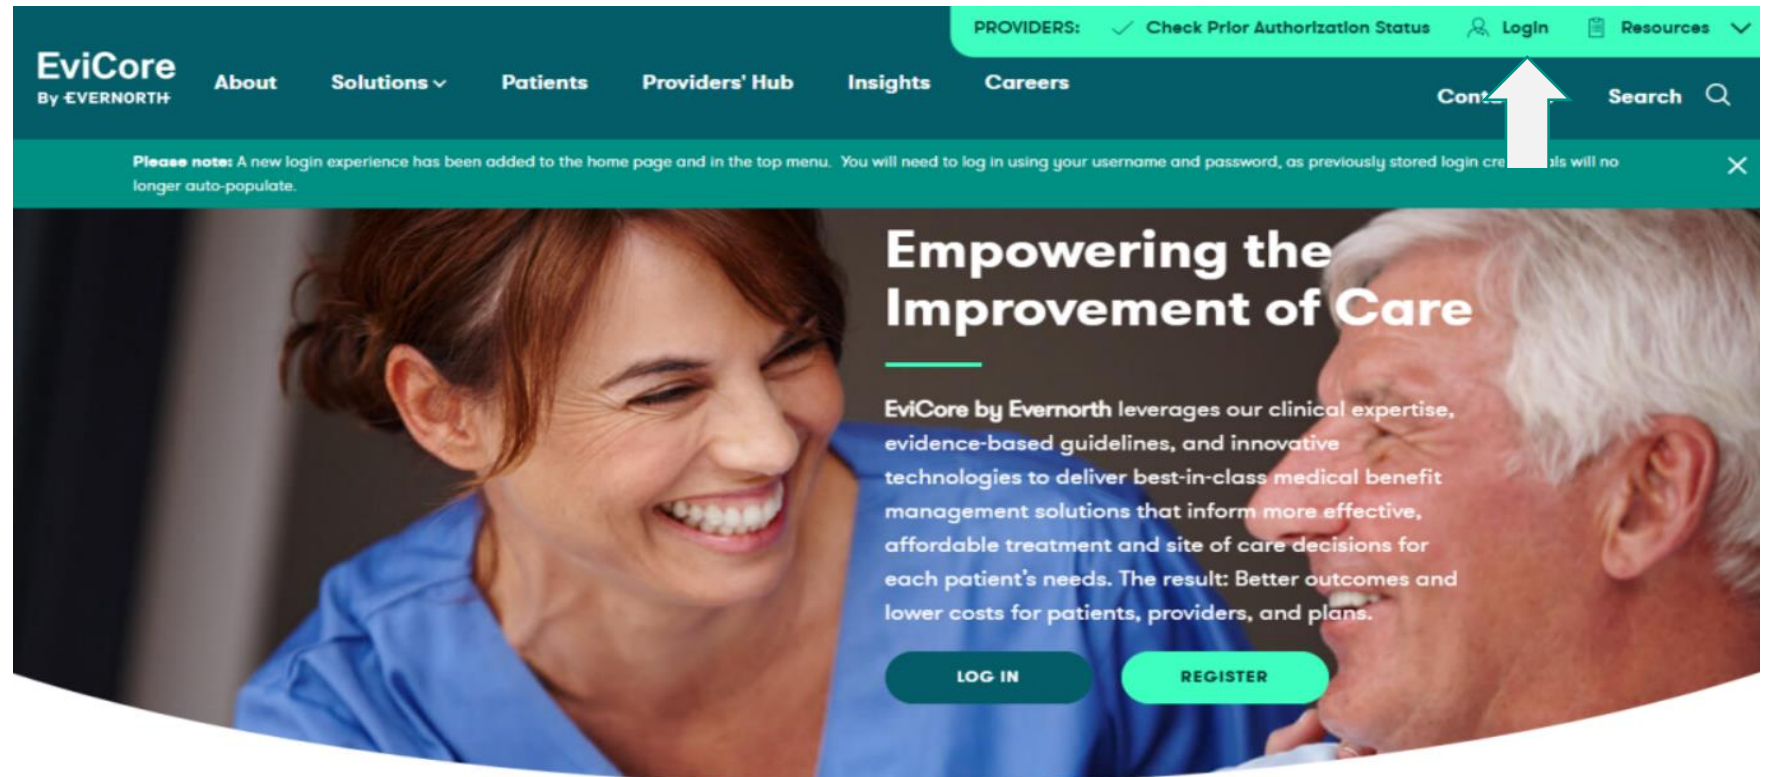 PROVIDERS: Check Prior Authorization Status Login Resources
EviCore
By EVERNORTH
About Solutions Patients Providers' Hub Insights Careers
Search
Please note: A new login experience has been added to the home page and in the top menu. You will need to log in using your username and password, as previously stored login will no
longer auto-populate.
Empowering the
Improvement of Care
EviCore by Evernorth leverages our clinical expertise,
evidence-based guidelines, and innovative
technologies to deliver best-in-class medical benefit
management solutions that inform more effective,
affordable treatment and site of care decisions for
each patient's needs. The result: Better outcomes and
lower costs for patients, providers, and plans.
LOG IN REGISTER